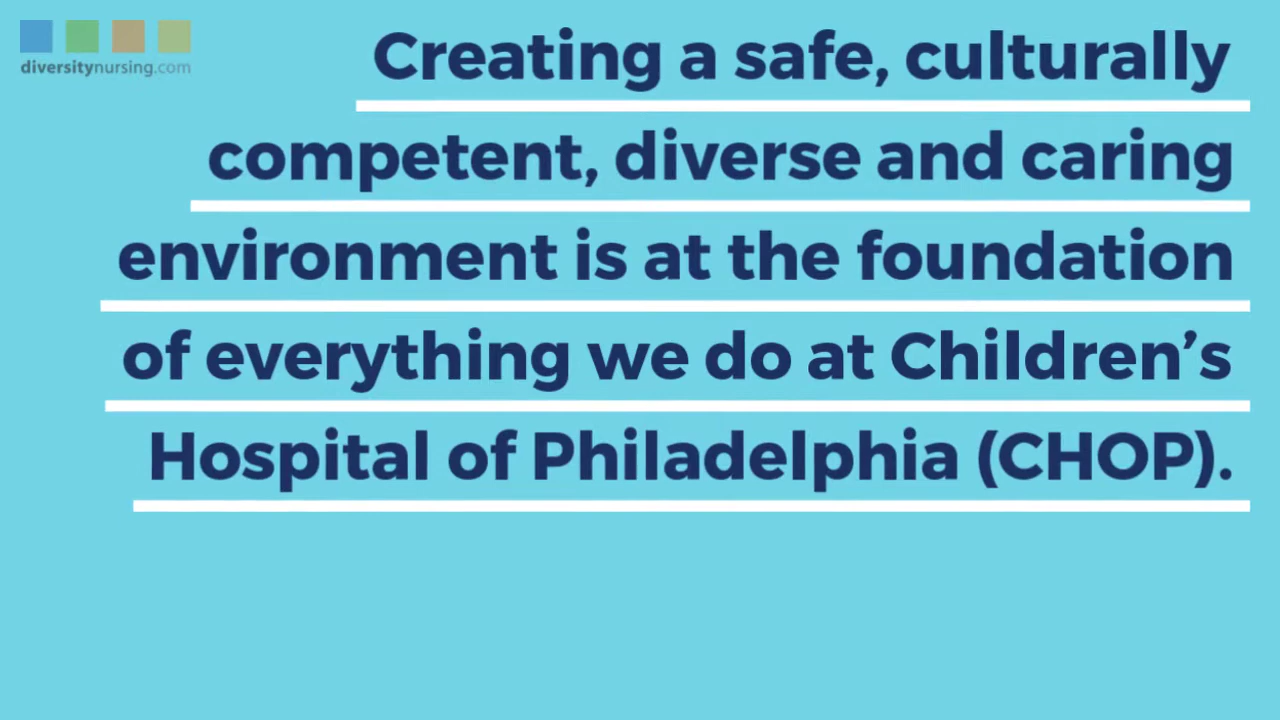 diversitynursing.com
Creating a safe, culturally
competent, diverse and caring
environment is at the foundation
of everything we do at Children’s
Hospital of Philadelphia (CHOP).